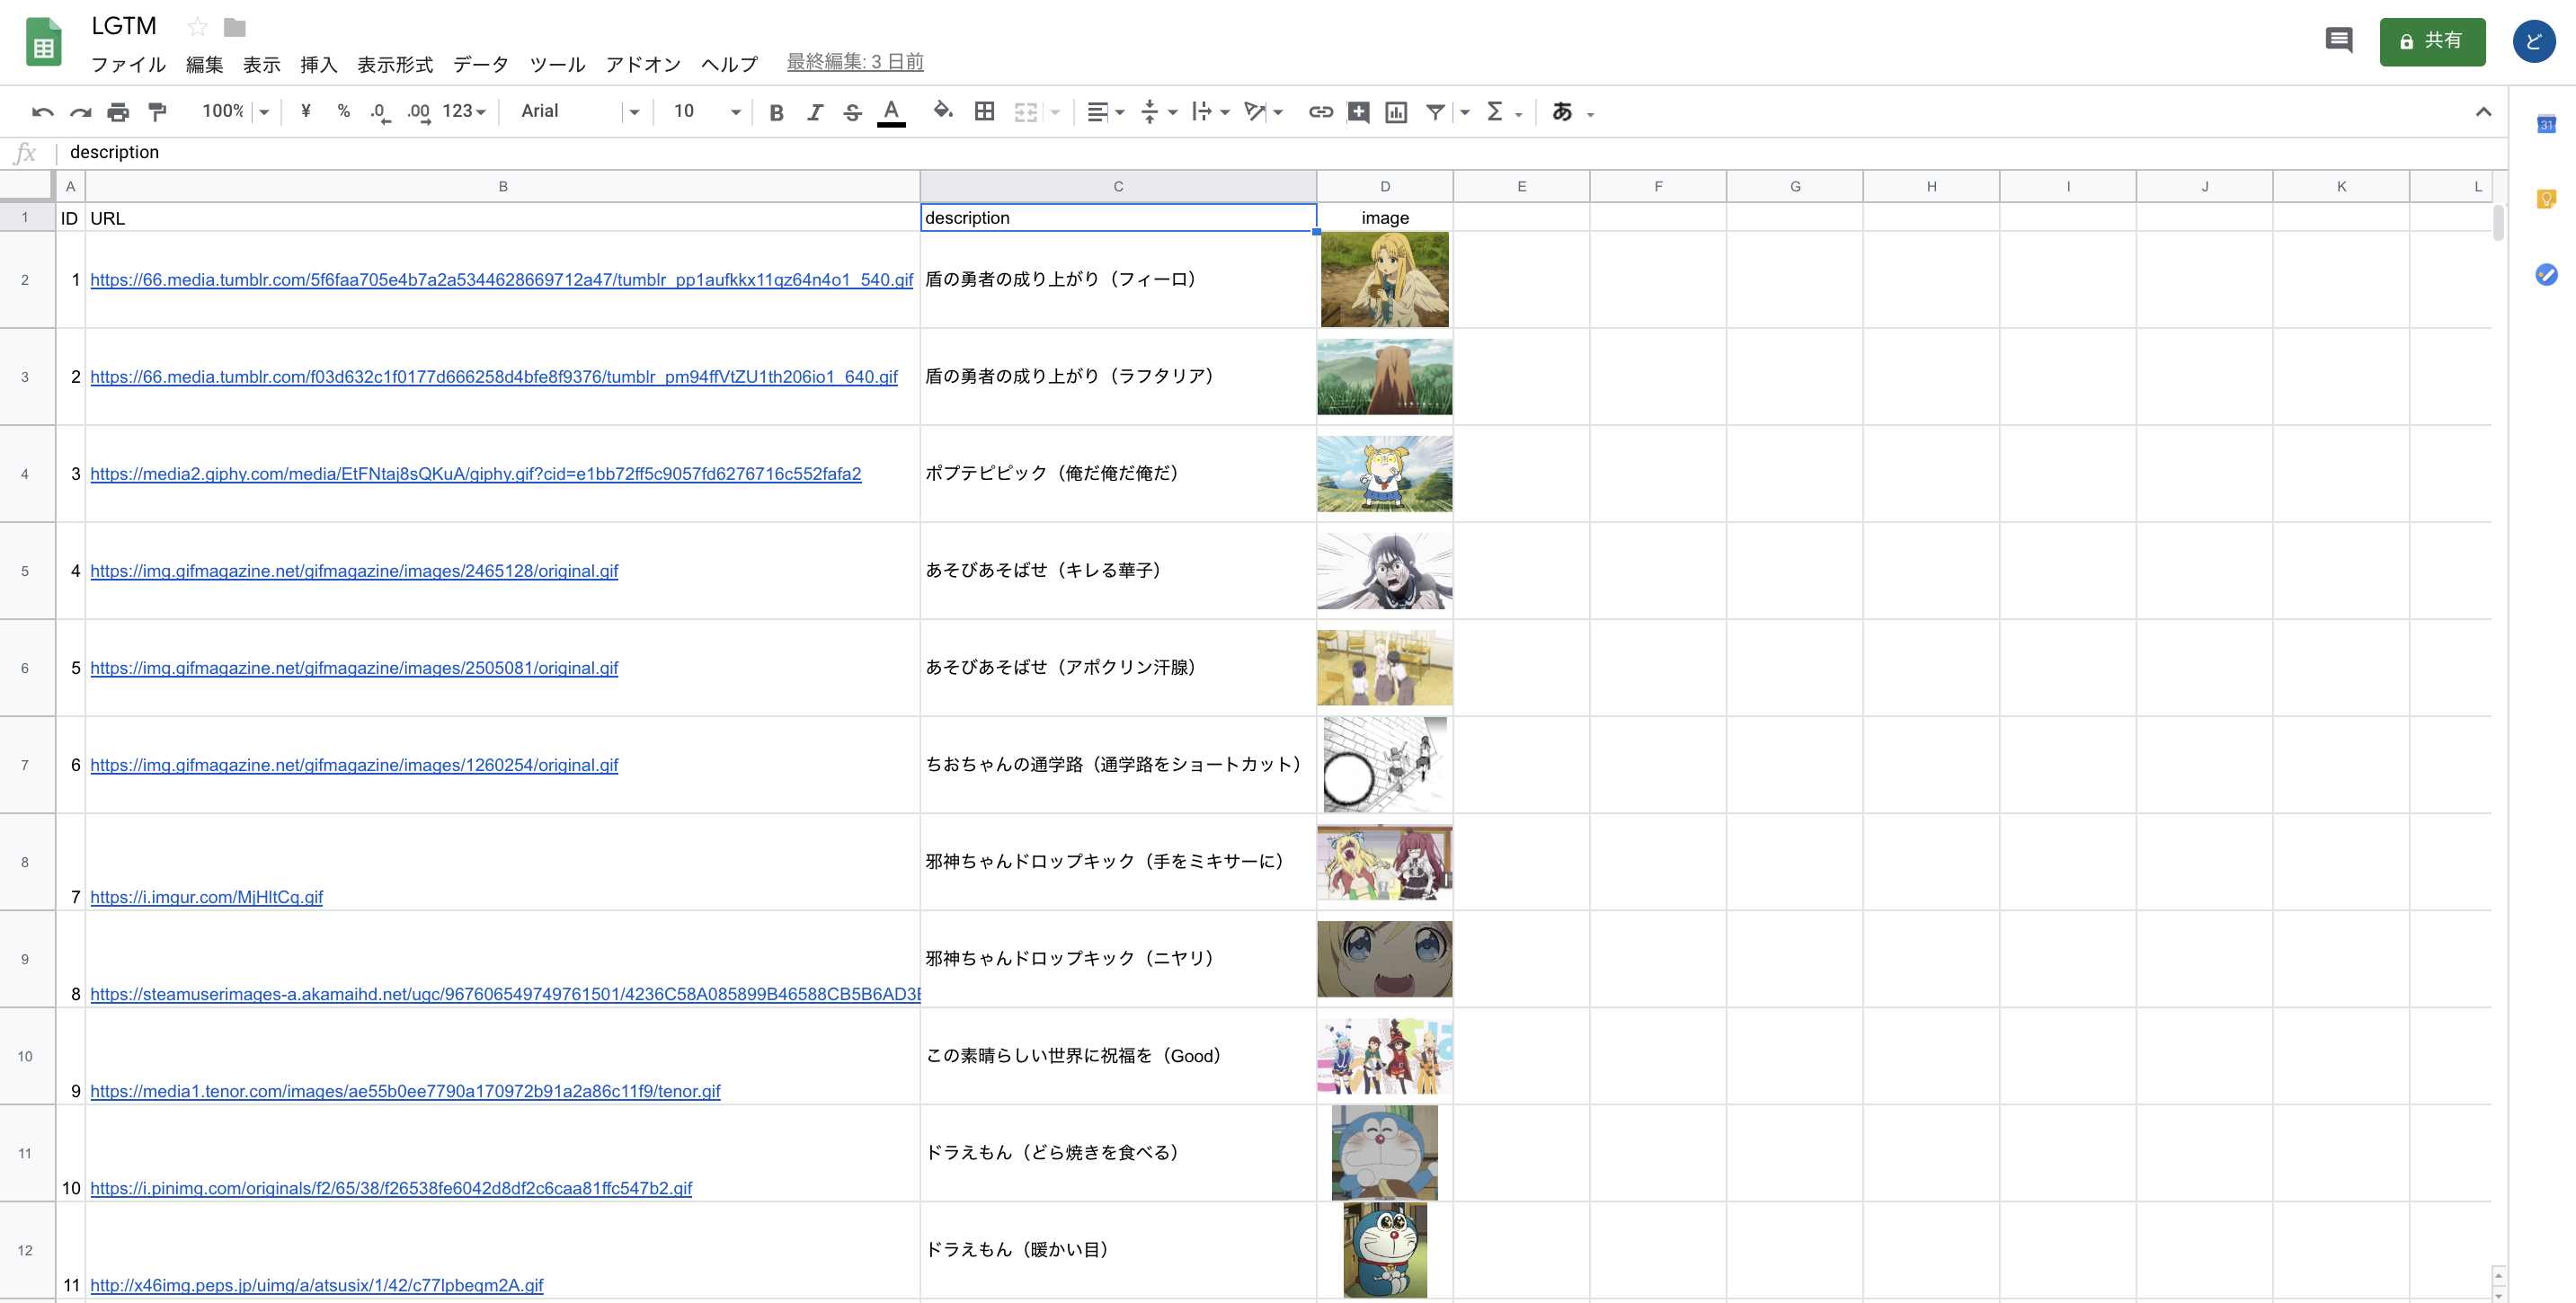 LGTM
ファイル 編集 表示 挿入 表示形式 データ ツール アドオン ヘルプ 最終編集: 3 日前
共有
ど
100% ¥ % .0 .00 123 Arial 10 B I S A Σ あ
31
fx description
A B C D E F G H I J K L
1 ID URL description image
2 1 https://66.media.tumblr.com/5f6faa705e4b7a2a5344628669712a47/tumblr_pp1aufkkx11qz64n4o1_540.gif 盾の勇者の成り上がり（フィーロ）
3 2 https://66.media.tumblr.com/f03d632c1f0177d666258d4bfe8f9376/tumblr_pm94ffVtZU1th206io1_640.gif 盾の勇者の成り上がり（ラフタリア）
4 3 https://media2.giphy.com/media/EtFNtaj8sQKuA/giphy.gif?cid=e1bb72ff5c9057fd6276716c552fafa2 ポプテピピック（俺だ俺だ俺だ）
5 4 https://img.gifmagazine.net/gifmagazine/images/2465128/original.gif あそびあそばせ（キレる華子）
6 5 https://img.gifmagazine.net/gifmagazine/images/2505081/original.gif あそびあそばせ（アポクリン汗腺）
7 6 https://img.gifmagazine.net/gifmagazine/images/1260254/original.gif ちおちゃんの通学路（通学路をショートカット）
8 7 https://i.imgur.com/MjHltCq.gif 邪神ちゃんドロップキック（手をミキサーに）
9 8 https://steamuserimages-a.akamaihd.net/ugc/967606549749761501/4236C58A085899B46588CB5B6AD3 邪神ちゃんドロップキック（ニヤリ）
10 9 https://media1.tenor.com/images/ae55b0ee7790a170972b91a2a86c11f9/tenor.gif この素晴らしい世界に祝福を（Good）
11 10 https://i.pinimg.com/originals/f2/65/38/f26538fe6042d8df2c6caa81ffc547b2.gif ドラえもん（どら焼きを食べる）
12 11 http://x46img.peps.jp/uimg/a/atsusix/1/42/c77lpbeqm2A.gif ドラえもん（暖かい目）